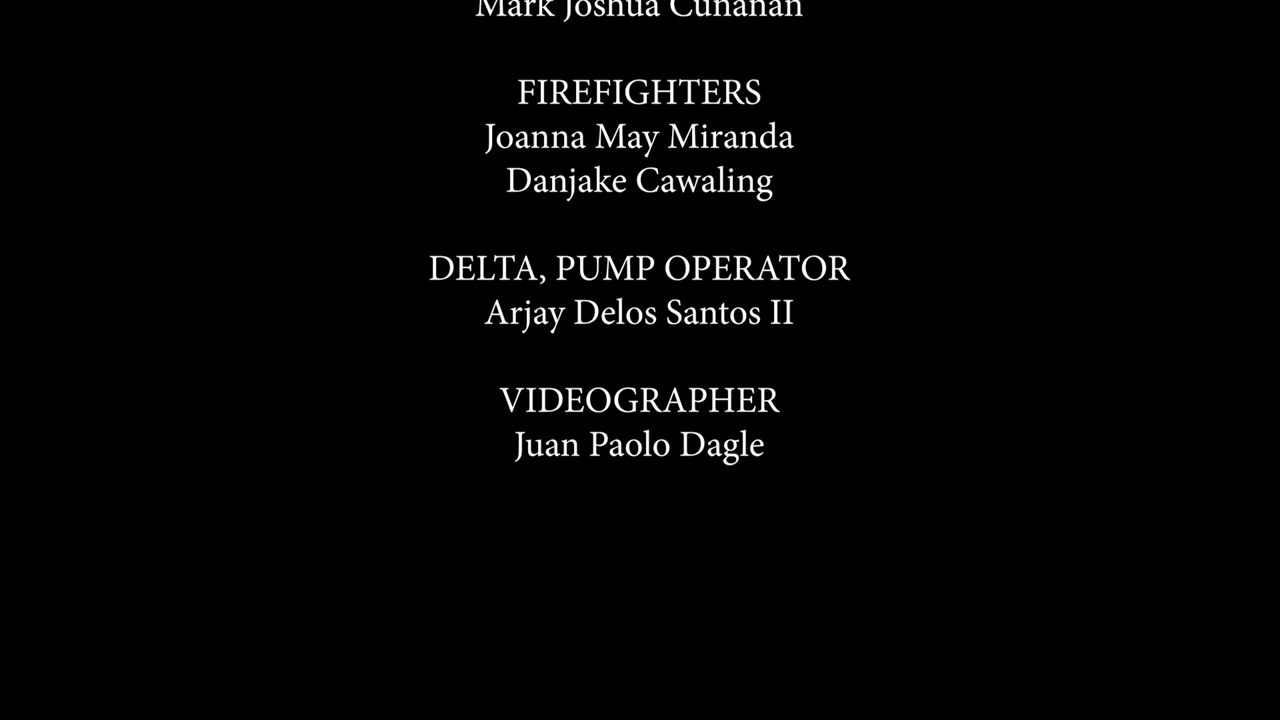 Mark Joshua Cunanan
FIREFIGHTERS
Joanna May Miranda
Danjake Cawaling
DELTA, PUMP OPERATOR
Arjay Delos Santos II
VIDEOGRAPHER
Juan Paolo Dagle